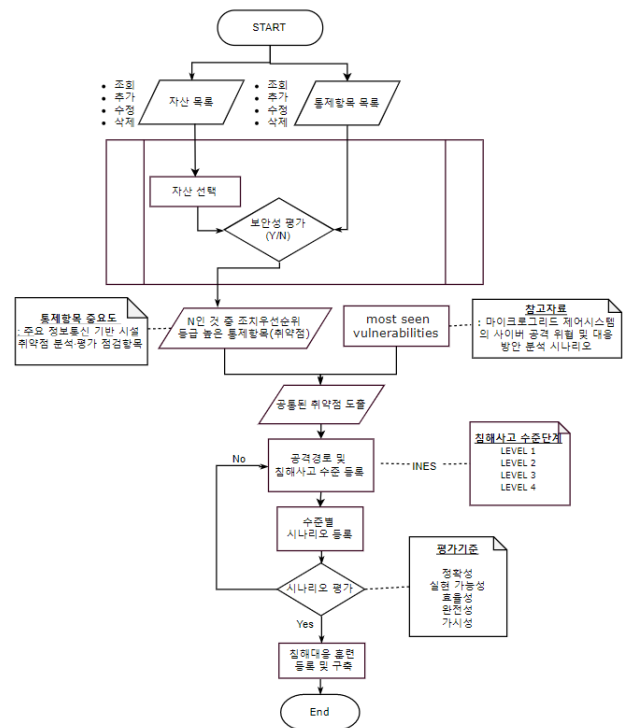 START
• 조회
• 추가
• 수정
• 삭제
자산 목록
• 조회
• 추가
• 수정
• 삭제
통제항목 목록
자산 선택
보안성 평가
(Y/N)
통제항목 중요도
: 주요 정보통신 기반 시설
취약점 분석·평가 점검항목
N인 것 중 조치우선순위
등급 높은 통제항목(취약점)
most seen
vulnerabilities
참고자료
: 마이크로그리드 제어시스템
의 사이버 공격 위협 및 대응
방안 분석 시나리오
공통된 취약점 도출
No
공격경로 및
침해사고 수준 등록
INES
침해사고 수준단계
LEVEL 1
LEVEL 2
LEVEL 3
LEVEL 4
수준별
시나리오 등록
시나리오 평가
평가기준
정확성
실현 가능성
효율성
완전성
가시성
Yes
침해대응 훈련
등록 및 구축
End